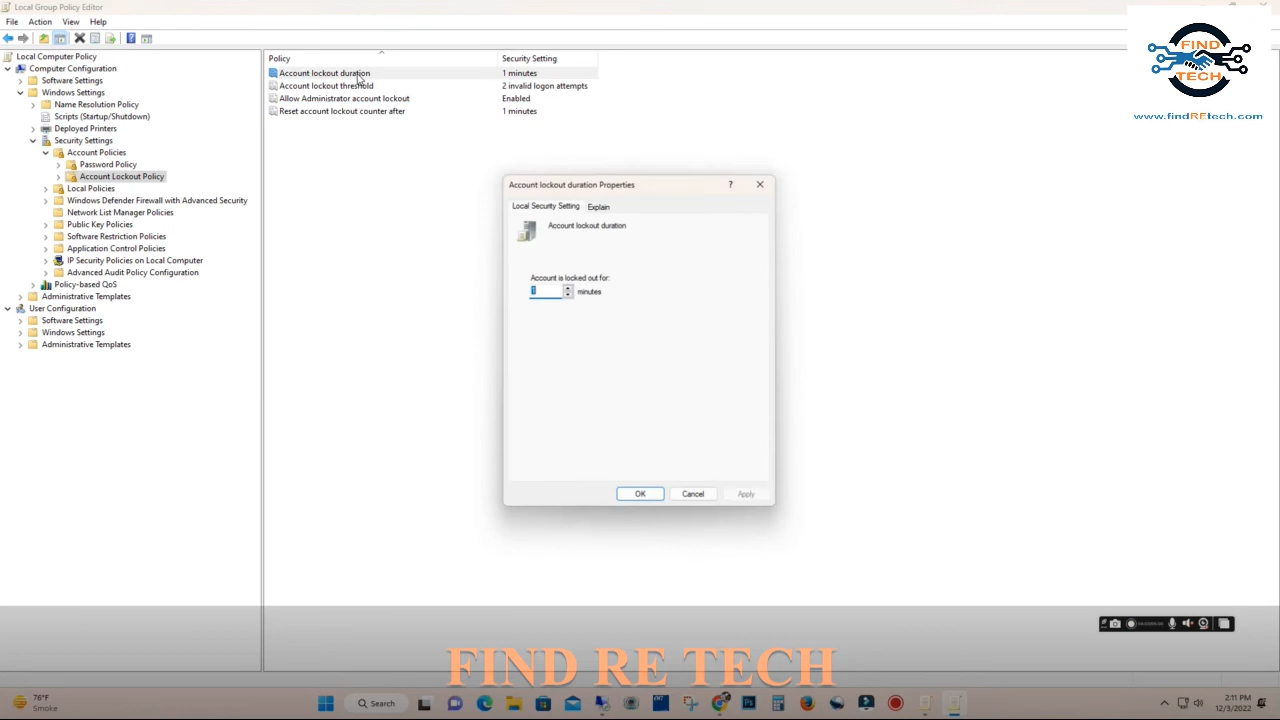 Local Group Policy Editor
File Action View Help
Local Computer Policy
Computer Configuration
Software Settings
Windows Settings
Name Resolution Policy
Scripts (Startup/Shutdown)
Deployed Printers
Security Settings
Account Policies
Password Policy
Account Lockout Policy
Local Policies
Windows Defender Firewall with Advanced Security
Network List Manager Policies
Public Key Policies
Software Restriction Policies
Application Control Policies
IP Security Policies on Local Computer
Advanced Audit Policy Configuration
Policy-based QoS
Administrative Templates
User Configuration
Software Settings
Windows Settings
Administrative Templates
Policy Security Setting
Account lockout duration 1 minutes
Account lockout threshold 2 invalid logon attempts
Allow Administrator account lockout Enabled
Reset account lockout counter after 1 minutes
Account lockout duration Properties
?
Local Security Setting Explain
Account lockout duration
Account is locked out for:
1 minutes
OK Cancel Apply
FIND
TECH
www.findREtech.com
FIND RE TECH
76°F
Smoke
Search
2:11 PM
12/3/2022